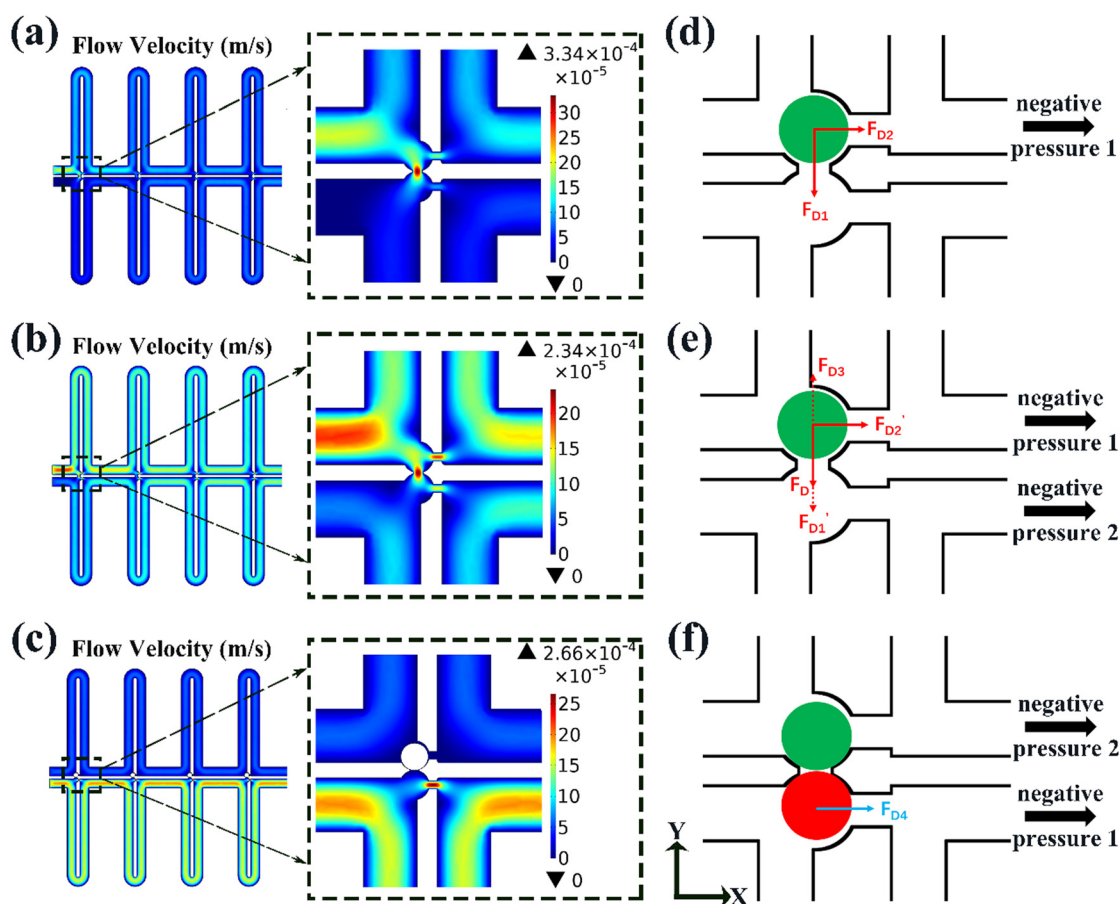 (a)
Flow Velocity (m/s)
▲ 3.34×10⁻⁴
×10⁻⁵
30
25
20
15
10
5
0
▼ 0
(d)
F_D2
F_D1
negative
pressure 1
(b)
Flow Velocity (m/s)
▲ 2.34×10⁻⁴
×10⁻⁵
20
15
10
5
0
▼ 0
(e)
F_D3
F_D2'
F_D
F_D1'
negative
pressure 1
negative
pressure 2
(c)
Flow Velocity (m/s)
▲ 2.66×10⁻⁴
×10⁻⁵
25
20
15
10
5
0
▼ 0
(f)
F_D4
negative
pressure 2
negative
pressure 1
Y
X